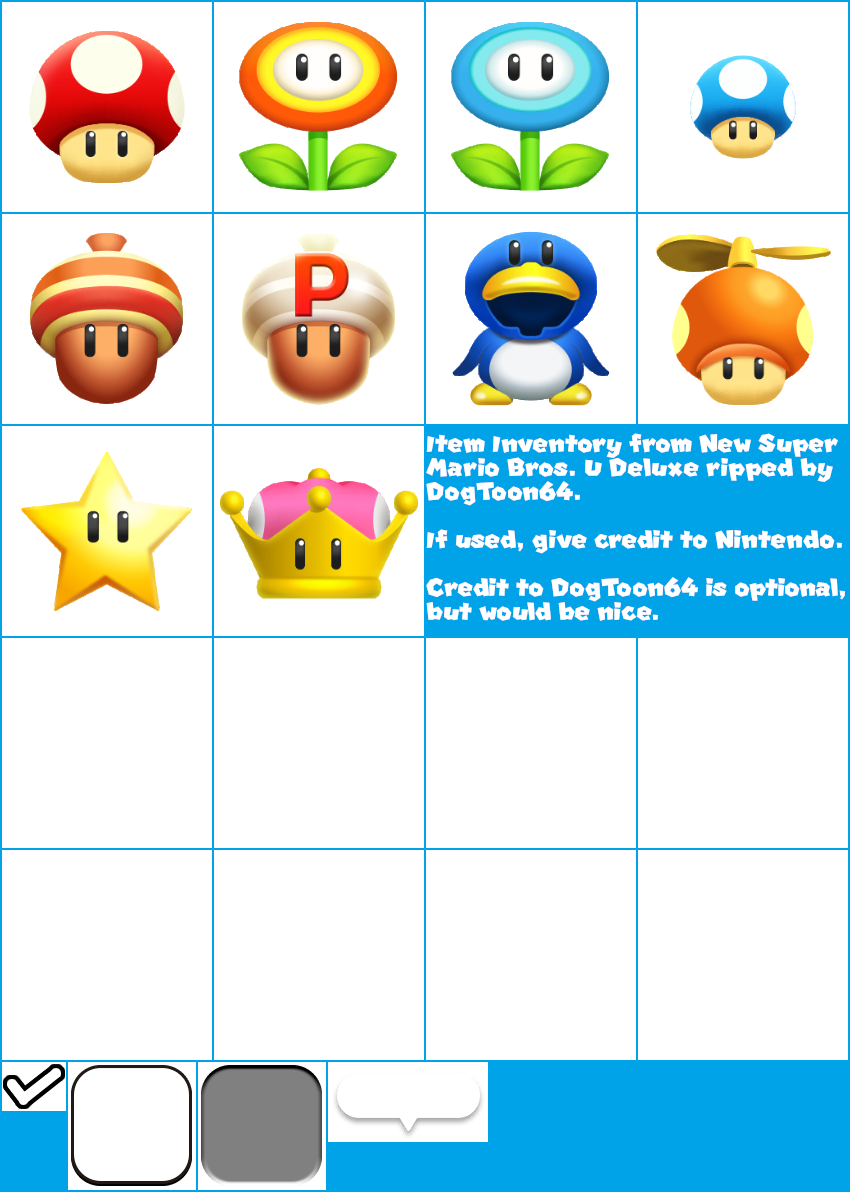 P
Item Inventory from New Super
Mario Bros. U Deluxe ripped by
DogToon64.
If used, give credit to Nintendo.
Credit to DogToon64 is optional,
but would be nice.